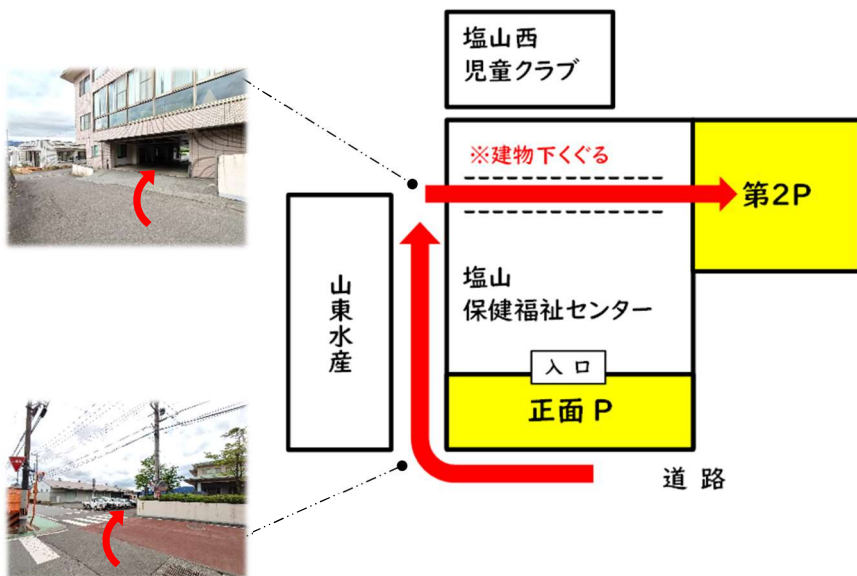 塩山西
児童クラブ
※建物下くぐる
第2P
塩山
保健福祉センター
山東水産
入口
正面 P
道 路